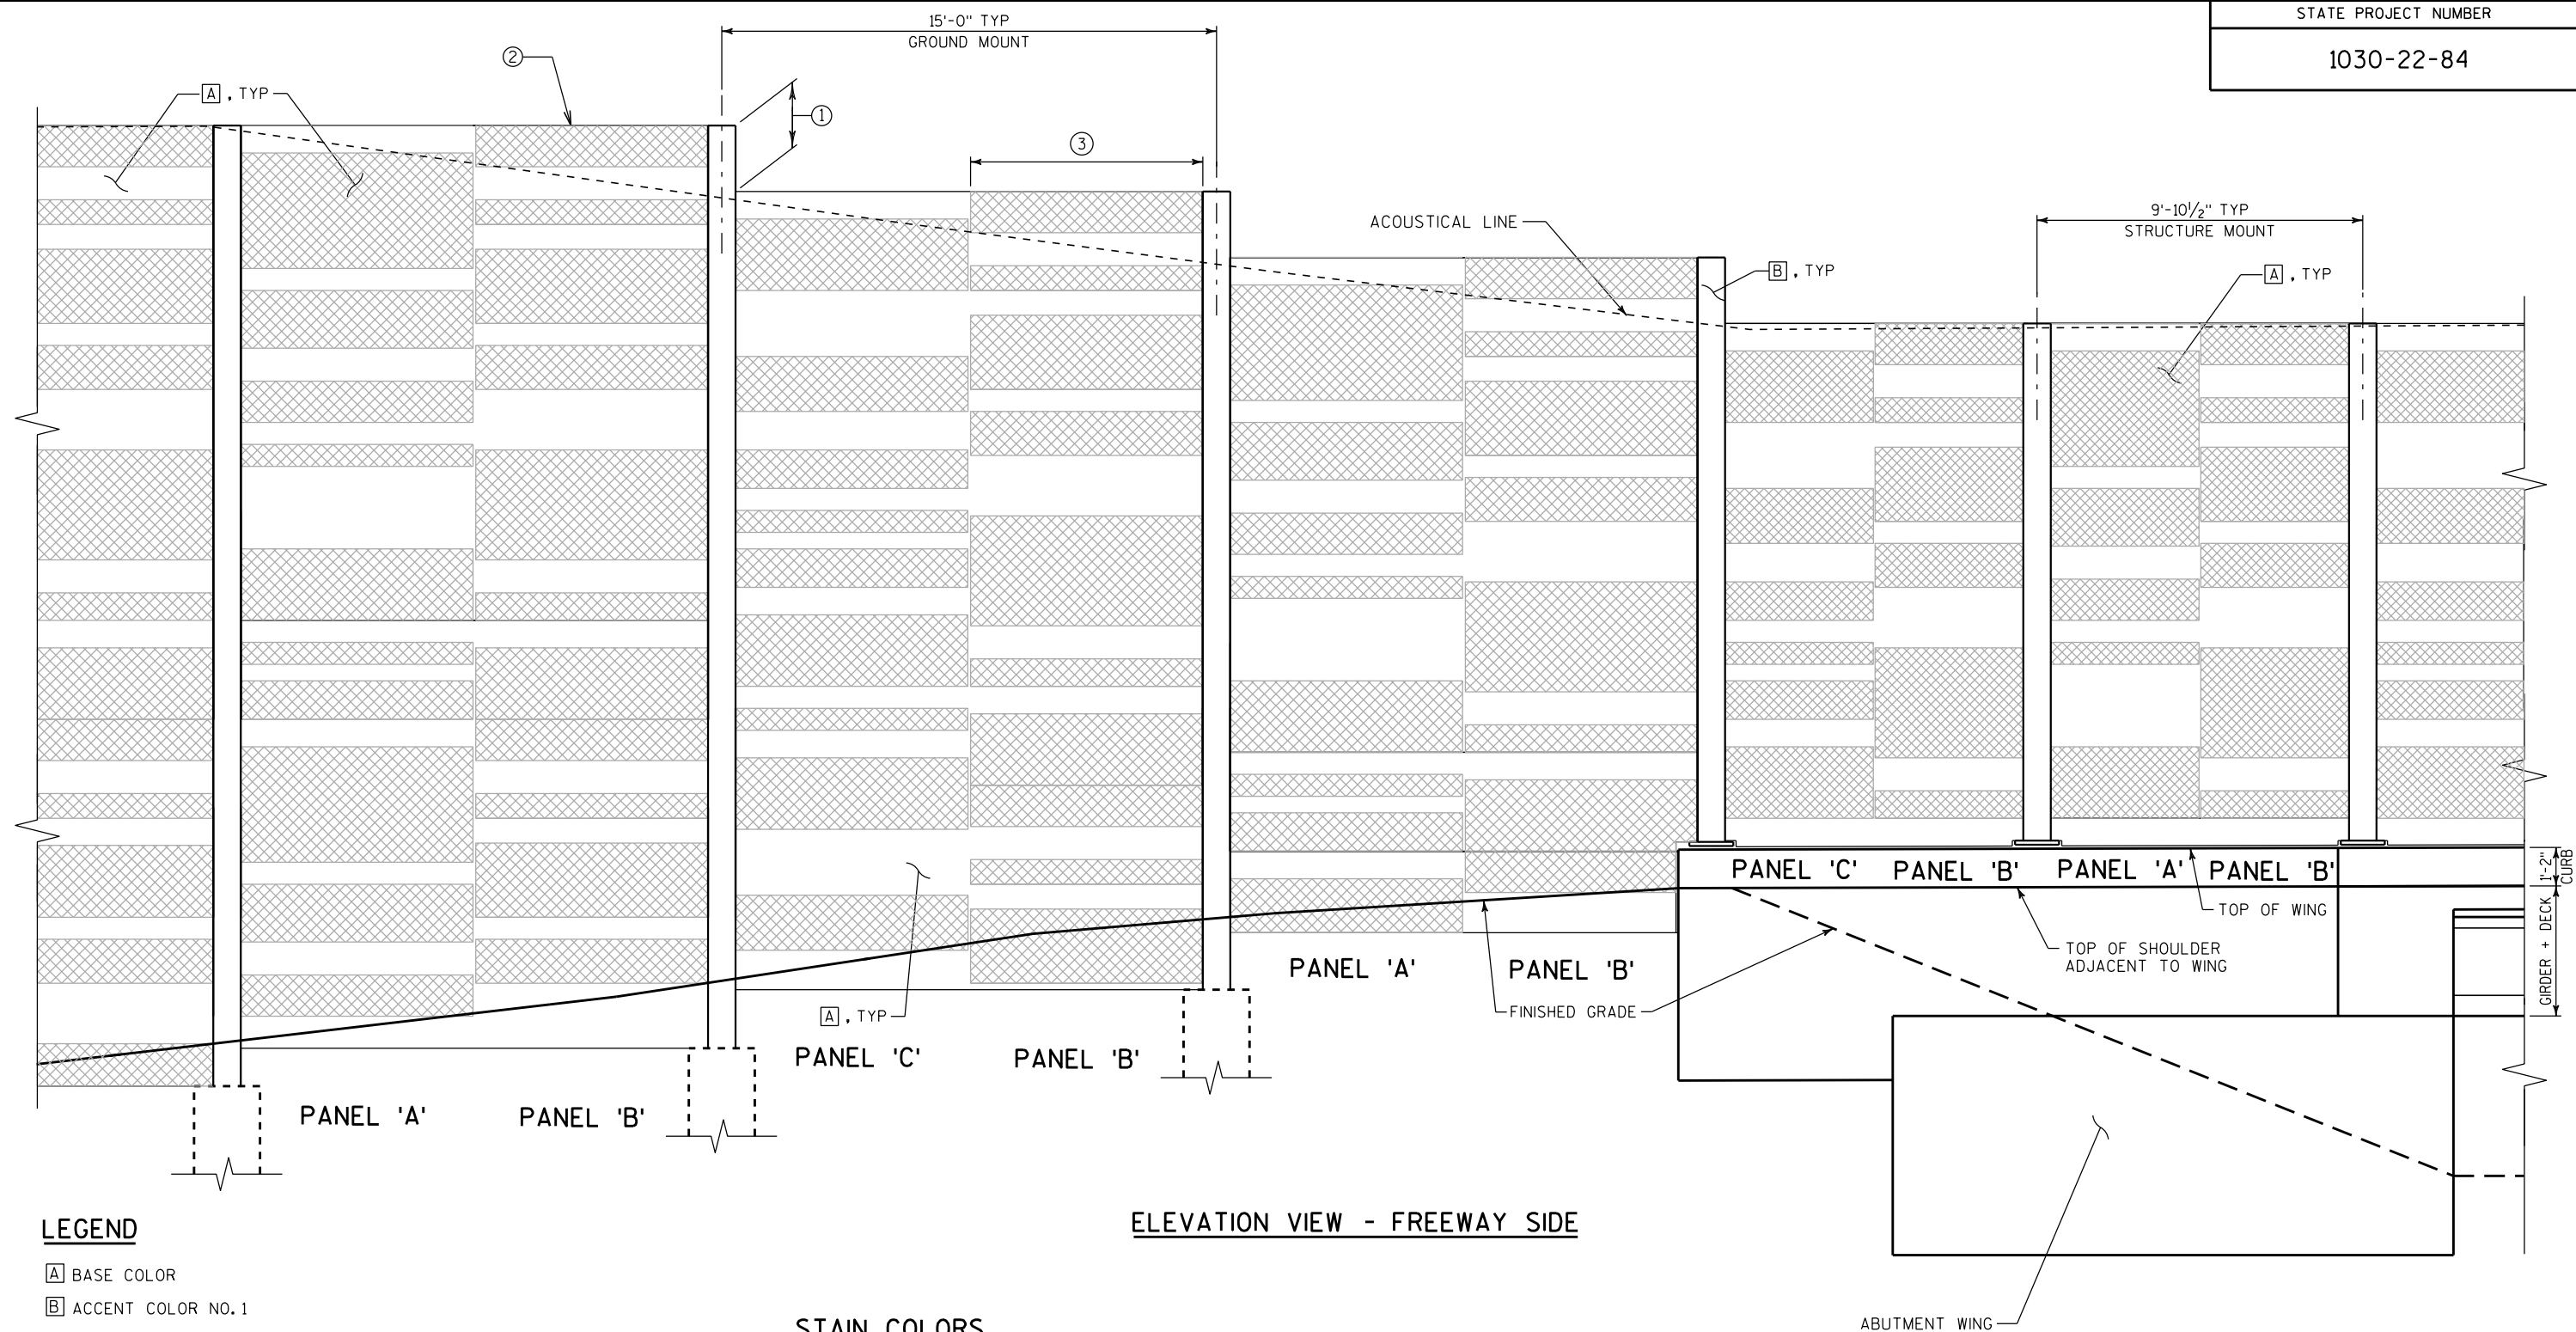 STATE PROJECT NUMBER
1030-22-84
15'-0" TYP
GROUND MOUNT
2
A , TYP
1
3
ACOUSTICAL LINE
9'-10½" TYP
STRUCTURE MOUNT
B , TYP
A , TYP
PANEL 'C'
PANEL 'B'
PANEL 'A'
PANEL 'B'
1'-2"
CURB
TOP OF WING
GIRDER + DECK
TOP OF SHOULDER
ADJACENT TO WING
PANEL 'A'
PANEL 'B'
FINISHED GRADE
A , TYP
PANEL 'C'
PANEL 'B'
PANEL 'A'
PANEL 'B'
LEGEND
ELEVATION VIEW - FREEWAY SIDE
A BASE COLOR
B ACCENT COLOR NO. 1
STAIN COLORS
ABUTMENT WING